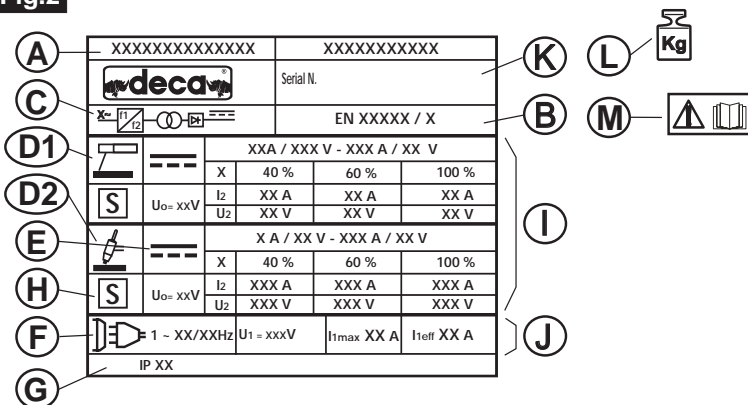 Fig.2
A
XXXXXXXXXXXXXX XXXXXXXXXXX
deca®
Serial N.
K
L
Kg
C
X~ f1 f2
EN XXXXX / X
B
M
D1
XXA / XXX V - XXX A / XX V
X 40 % 60 % 100 %
D2
S
U0= xxV
I2 XX A XX A XX A
U2 XX V XX V XX V
I
E
X A / XX V - XXX A / XX V
X 40 % 60 % 100 %
H
S
U0= xxV
I2 XXX A XXX A XXX A
U2 XXX V XXX V XXX V
F
1 ~ XX/XXHz U1 = xxxV I1max XX A I1eff XX A
J
G
IP XX